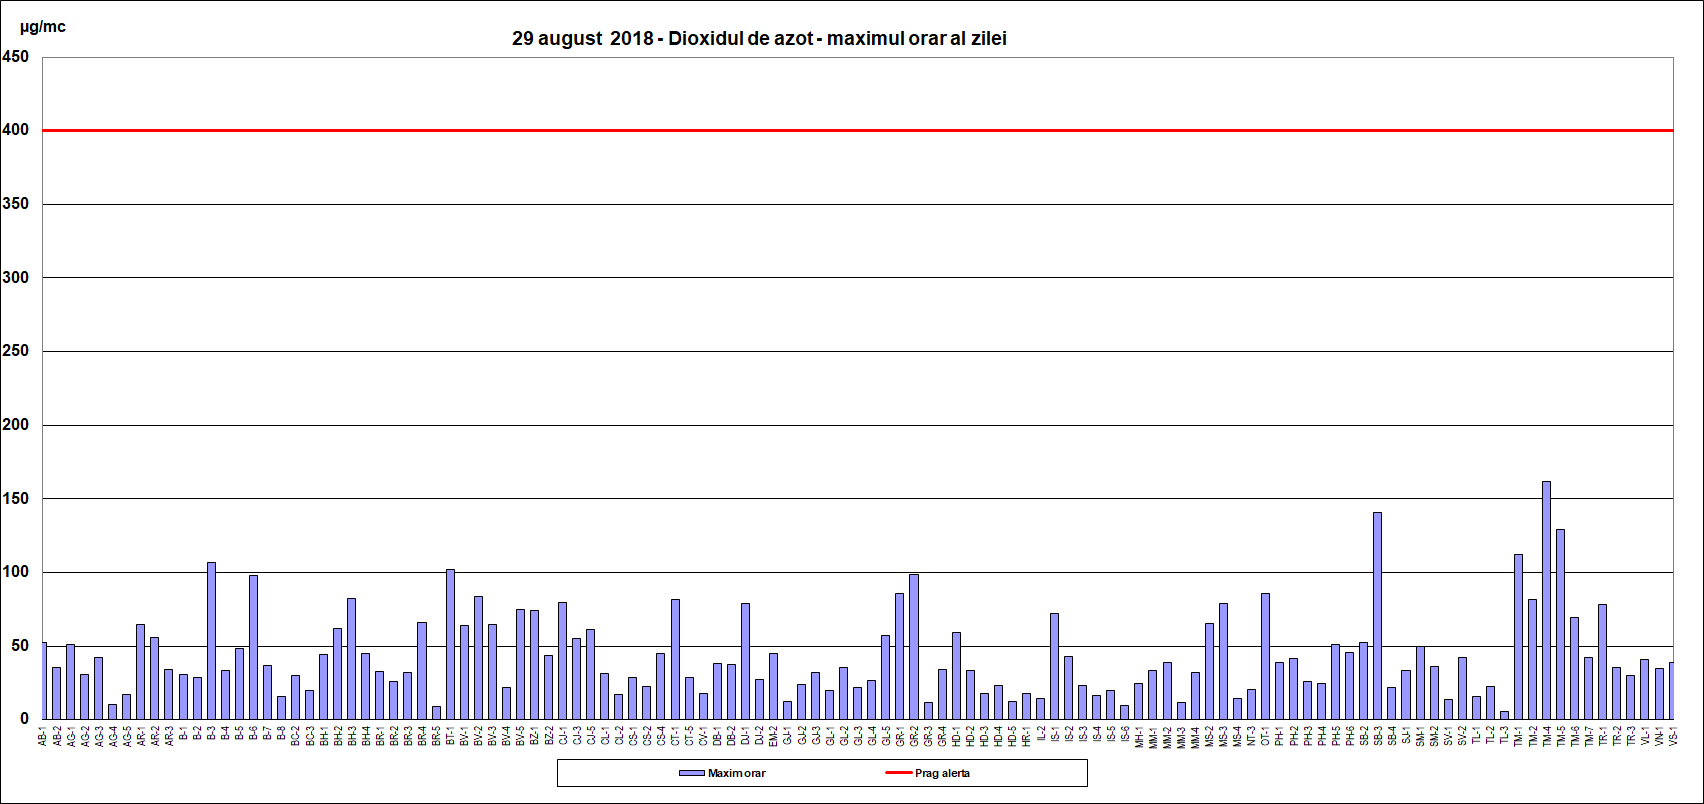 µg/mc
29 august 2018 - Dioxidul de azot - maximul orar al zilei
450
400
350
300
250
200
150
100
50
0
AB-1 AB-2 AG-1 AG-2 AG-3 AG-4 AG-5 AR-1 AR-2 AR-3 B-1 B-2 B-3 B-4 B-5 B-6 B-7 B-8 BC-2 BC-3 BH-1 BH-2 BH-3 BH-4 BR-1 BR-2 BR-3 BR-4 BR-5 BT-1 BV-1 BV-2 BV-3 BV-4 BV-5 BZ-1 BZ-2 CJ-1 CJ-3 CJ-5 CL-1 CL-2 CS-1 CS-2 CS-4 CT-1 CT-5 CV-1 DB-1 DB-2 DJ-1 DJ-2 EM-2 GJ-1 GJ-2 GJ-3 GL-1 GL-2 GL-3 GL-4 GL-5 GR-1 GR-2 GR-3 GR-4 HD-1 HD-2 HD-3 HD-4 HD-5 HR-1 IL-2 IS-1 IS-2 IS-3 IS-4 IS-5 IS-6 MH-1 MM-1 MM-2 MM-3 MM-4 MS-2 MS-3 MS-4 NT-3 OT-1 PH-1 PH-2 PH-3 PH-4 PH-5 PH-6 SB-2 SB-3 SB-4 SJ-1 SM-1 SM-2 SV-1 SV-2 TL-1 TL-2 TL-3 TM-1 TM-2 TM-4 TM-5 TM-6 TM-7 TR-1 TR-2 TR-3 VL-1 VN-1 VS-1
Maxim orar Prag alerta